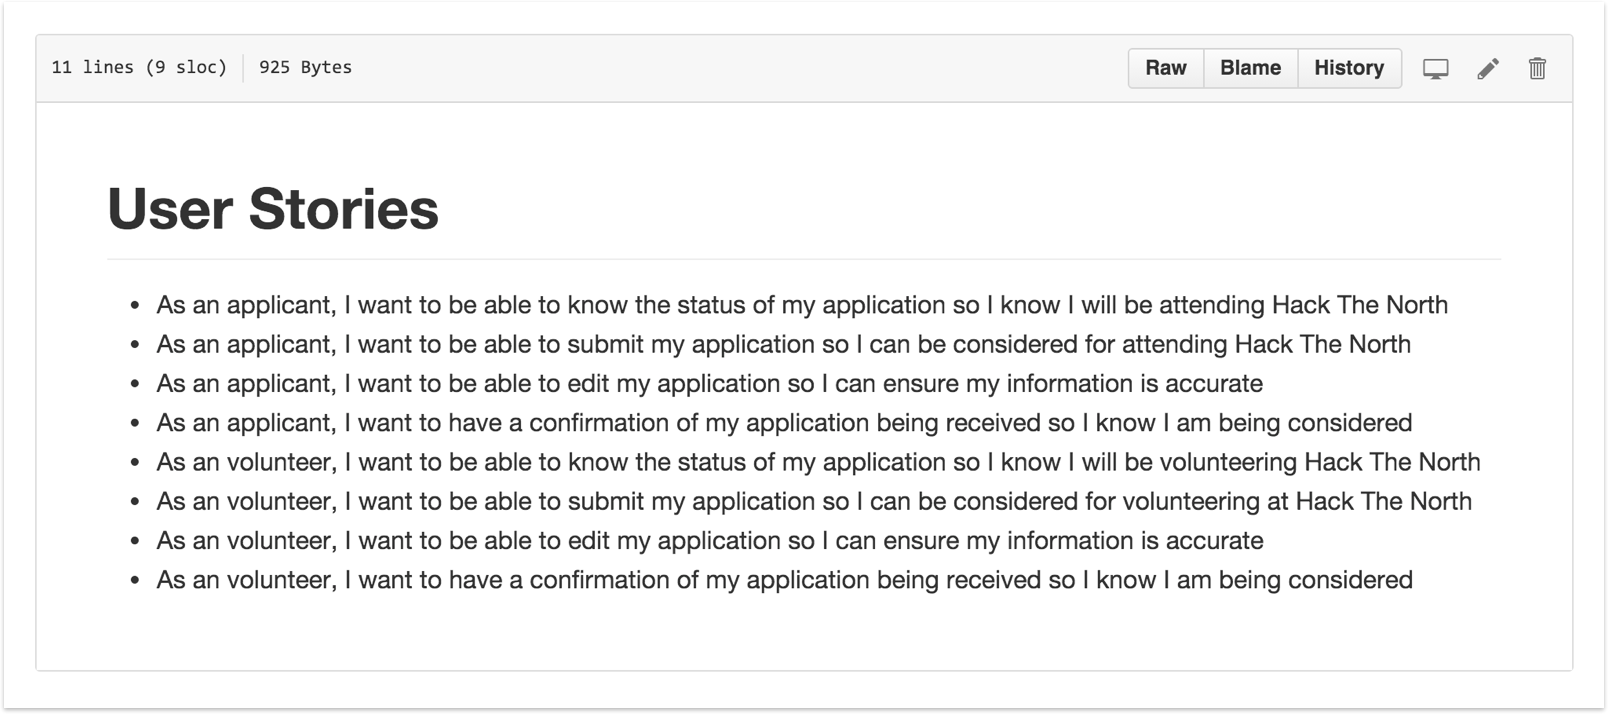 11 lines (9 sloc) 925 Bytes Raw Blame History
User Stories
• As an applicant, I want to be able to know the status of my application so I know I will be attending Hack The North
• As an applicant, I want to be able to submit my application so I can be considered for attending Hack The North
• As an applicant, I want to be able to edit my application so I can ensure my information is accurate
• As an applicant, I want to have a confirmation of my application being received so I know I am being considered
• As an volunteer, I want to be able to know the status of my application so I know I will be volunteering Hack The North
• As an volunteer, I want to be able to submit my application so I can be considered for volunteering at Hack The North
• As an volunteer, I want to be able to edit my application so I can ensure my information is accurate
• As an volunteer, I want to have a confirmation of my application being received so I know I am being considered